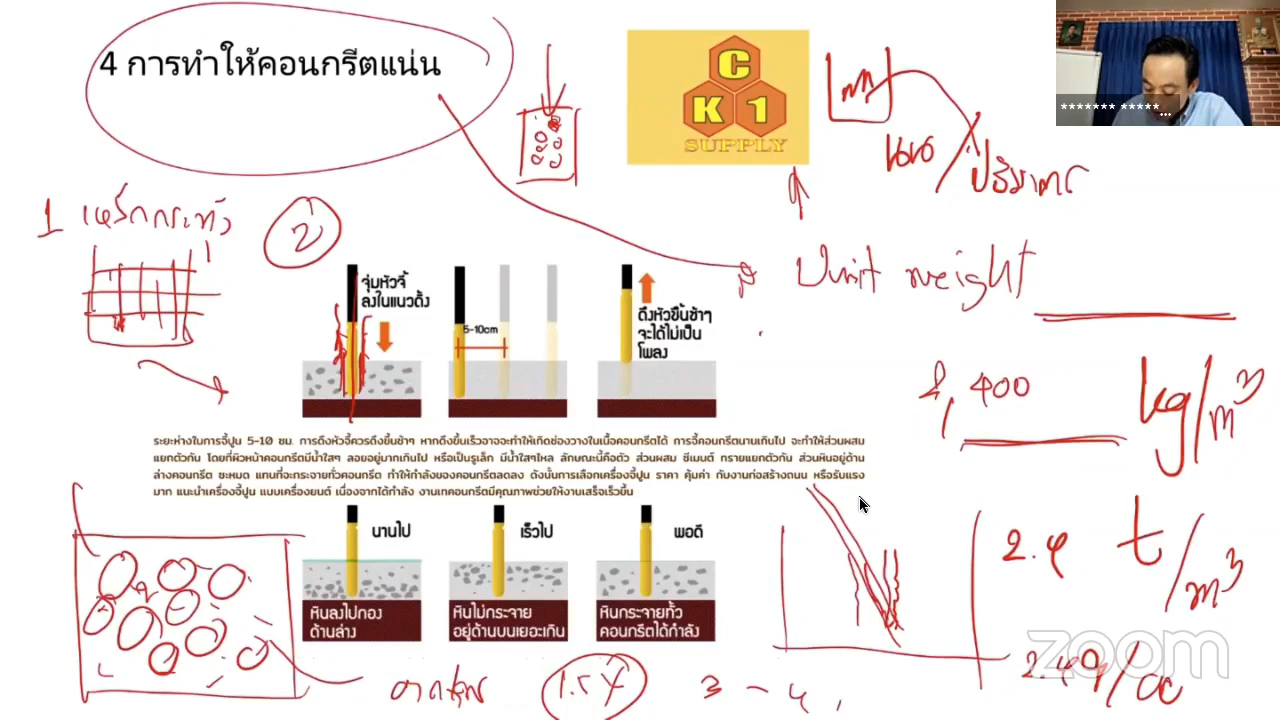 4 การทำให้คอนกรีตแน่น
C
K 1
SUPPLY
******* *****...
1 เหล็กกระทุ้ง
2
Unit weight
จุ่มหัวจี้
ลงในแนวดิ่ง
5-10cm
ดึงหัวขึ้นช้าๆ
จะได้ไม่เป็น
โพลง
2,400 kg/m3
ระยะห่างในการจี้ปูน 5-10 ซม. การดึงหัวจี้ควรดึงขึ้นช้าๆ หากดึงขึ้นเร็วอาจจะทำให้เกิดช่องวางในเนื้อคอนกรีตได้ การจี้คอนกรีตนานเกินไป จะทำให้ส่วนผสม
แยกตัวกัน โดยที่ผิวหน้าคอนกรีตมีน้ำใสๆ ลอยอยู่มากเกินไป หรือเป็นรูเล็ก มีน้ำใสๆไหล ลักษณะนี้คือตัว ส่วนผสม ซีเมนต์ ทรายแยกตัวกัน ส่วนหินอยู่ด้าน
ล่างคอนกรีต ซะหมด แทนที่จะกระจายทั่วคอนกรีต ทำให้กำลังของคอนกรีตลดลง ดังนั้นการเลือกเครื่องจี้ปูน ราคา คุ้มค่า กับงานก่อสร้างถนน หรือรับแรง
มาก แนะนำเครื่องจี้ปูน แบบเครื่องยนต์ เนื่องจากได้กำลัง งานเทคอนกรีตมีคุณภาพช่วยให้งานเสร็จเร็วขึ้น
นานไป
เร็วไป
พอดี
2.4 t/m3
หินลงไปกอง
ด้านล่าง
หินไม่กระจาย
อยู่ด้านบนเยอะเกิน
หินกระจายทั้ว
คอนกรีตได้กำลัง
zoom
2.4 g/cc
3 - 4